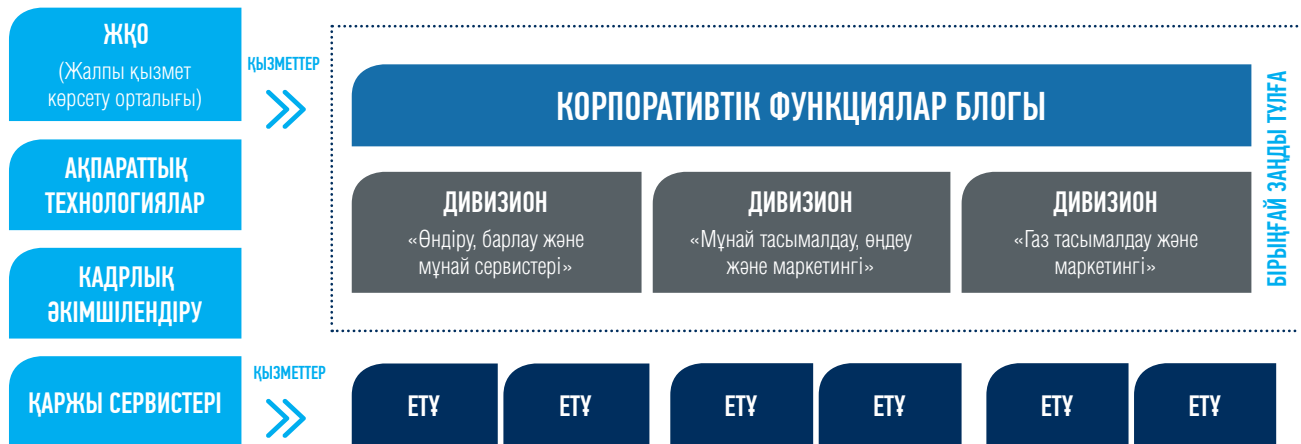 ЖҚО
(Жалпы қызмет
көрсету орталығы)
АҚПАРАТТЫҚ
ТЕХНОЛОГИЯЛАР
КАДРЛЫҚ
ӘКІМШІЛЕНДІРУ
ҚАРЖЫ СЕРВИСТЕРІ
ҚЫЗМЕТТЕР
ҚЫЗМЕТТЕР
КОРПОРАТИВТІК ФУНКЦИЯЛАР БЛОГЫ
ДИВИЗИОН
«Өндіру, барлау және
мұнай сервистері»
ДИВИЗИОН
«Мұнай тасымалдау, өңдеу
және маркетингі»
ДИВИЗИОН
«Газ тасымалдау және
маркетингі»
БІРЫҢҒАЙ ЗАҢДЫ ТҰЛҒА
ЕТҰ
ЕТҰ
ЕТҰ
ЕТҰ
ЕТҰ
ЕТҰ